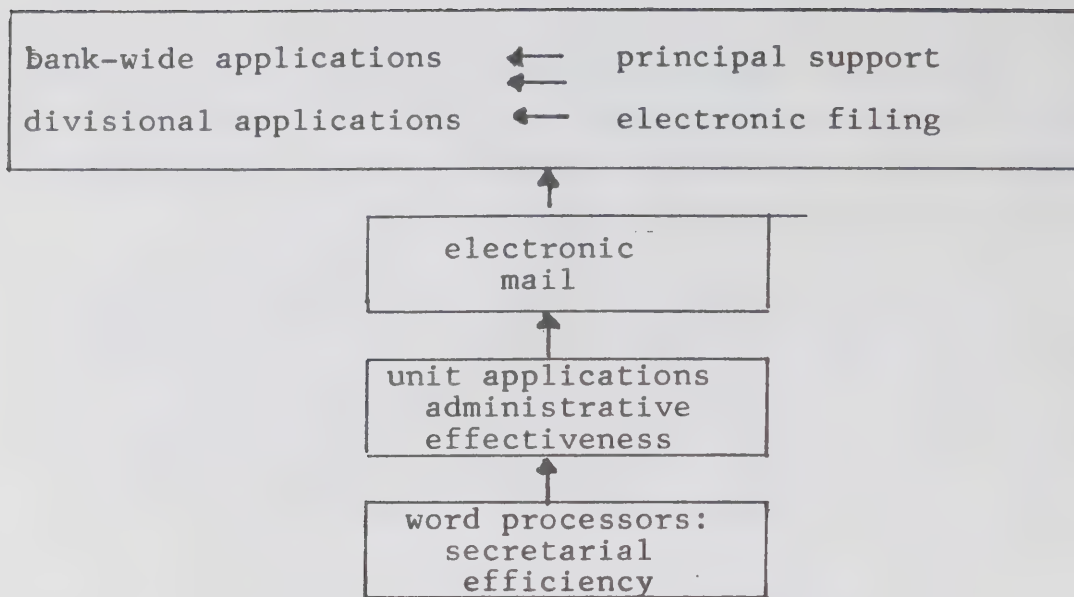 bank-wide applications principal support
divisional applications electronic filing
electronic
mail
unit applications
administrative
effectiveness
word processors:
secretarial
efficiency